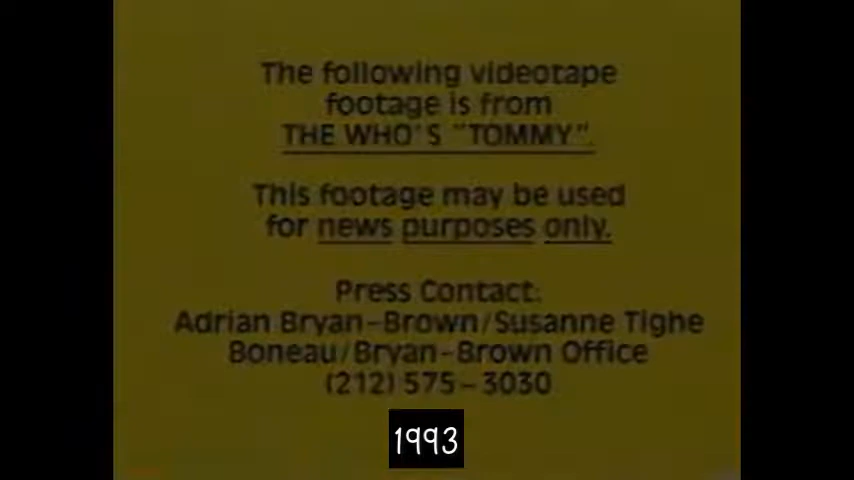 The following videotape
footage is from
THE WHO'S "TOMMY".
This footage may be used
for news purposes only.
Press Contact:
Adrian Bryan-Brown/Susanne Tighe
Boneau/Bryan-Brown Office
(212) 575-3030
1993